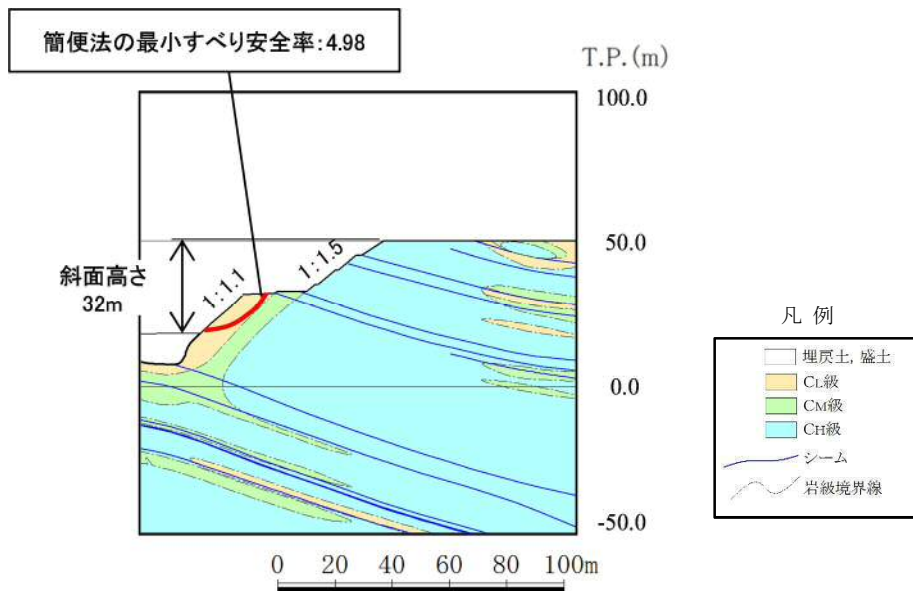 簡便法の最小すべり安全率:4.98
T.P.(m)
100.0
50.0
0.0
-50.0
斜面高さ
32m
1:1.1
1:1.5
凡 例
埋戻土,盛土
CL級
CM級
CH級
シーム
岩級境界線
0 20 40 60 80 100m